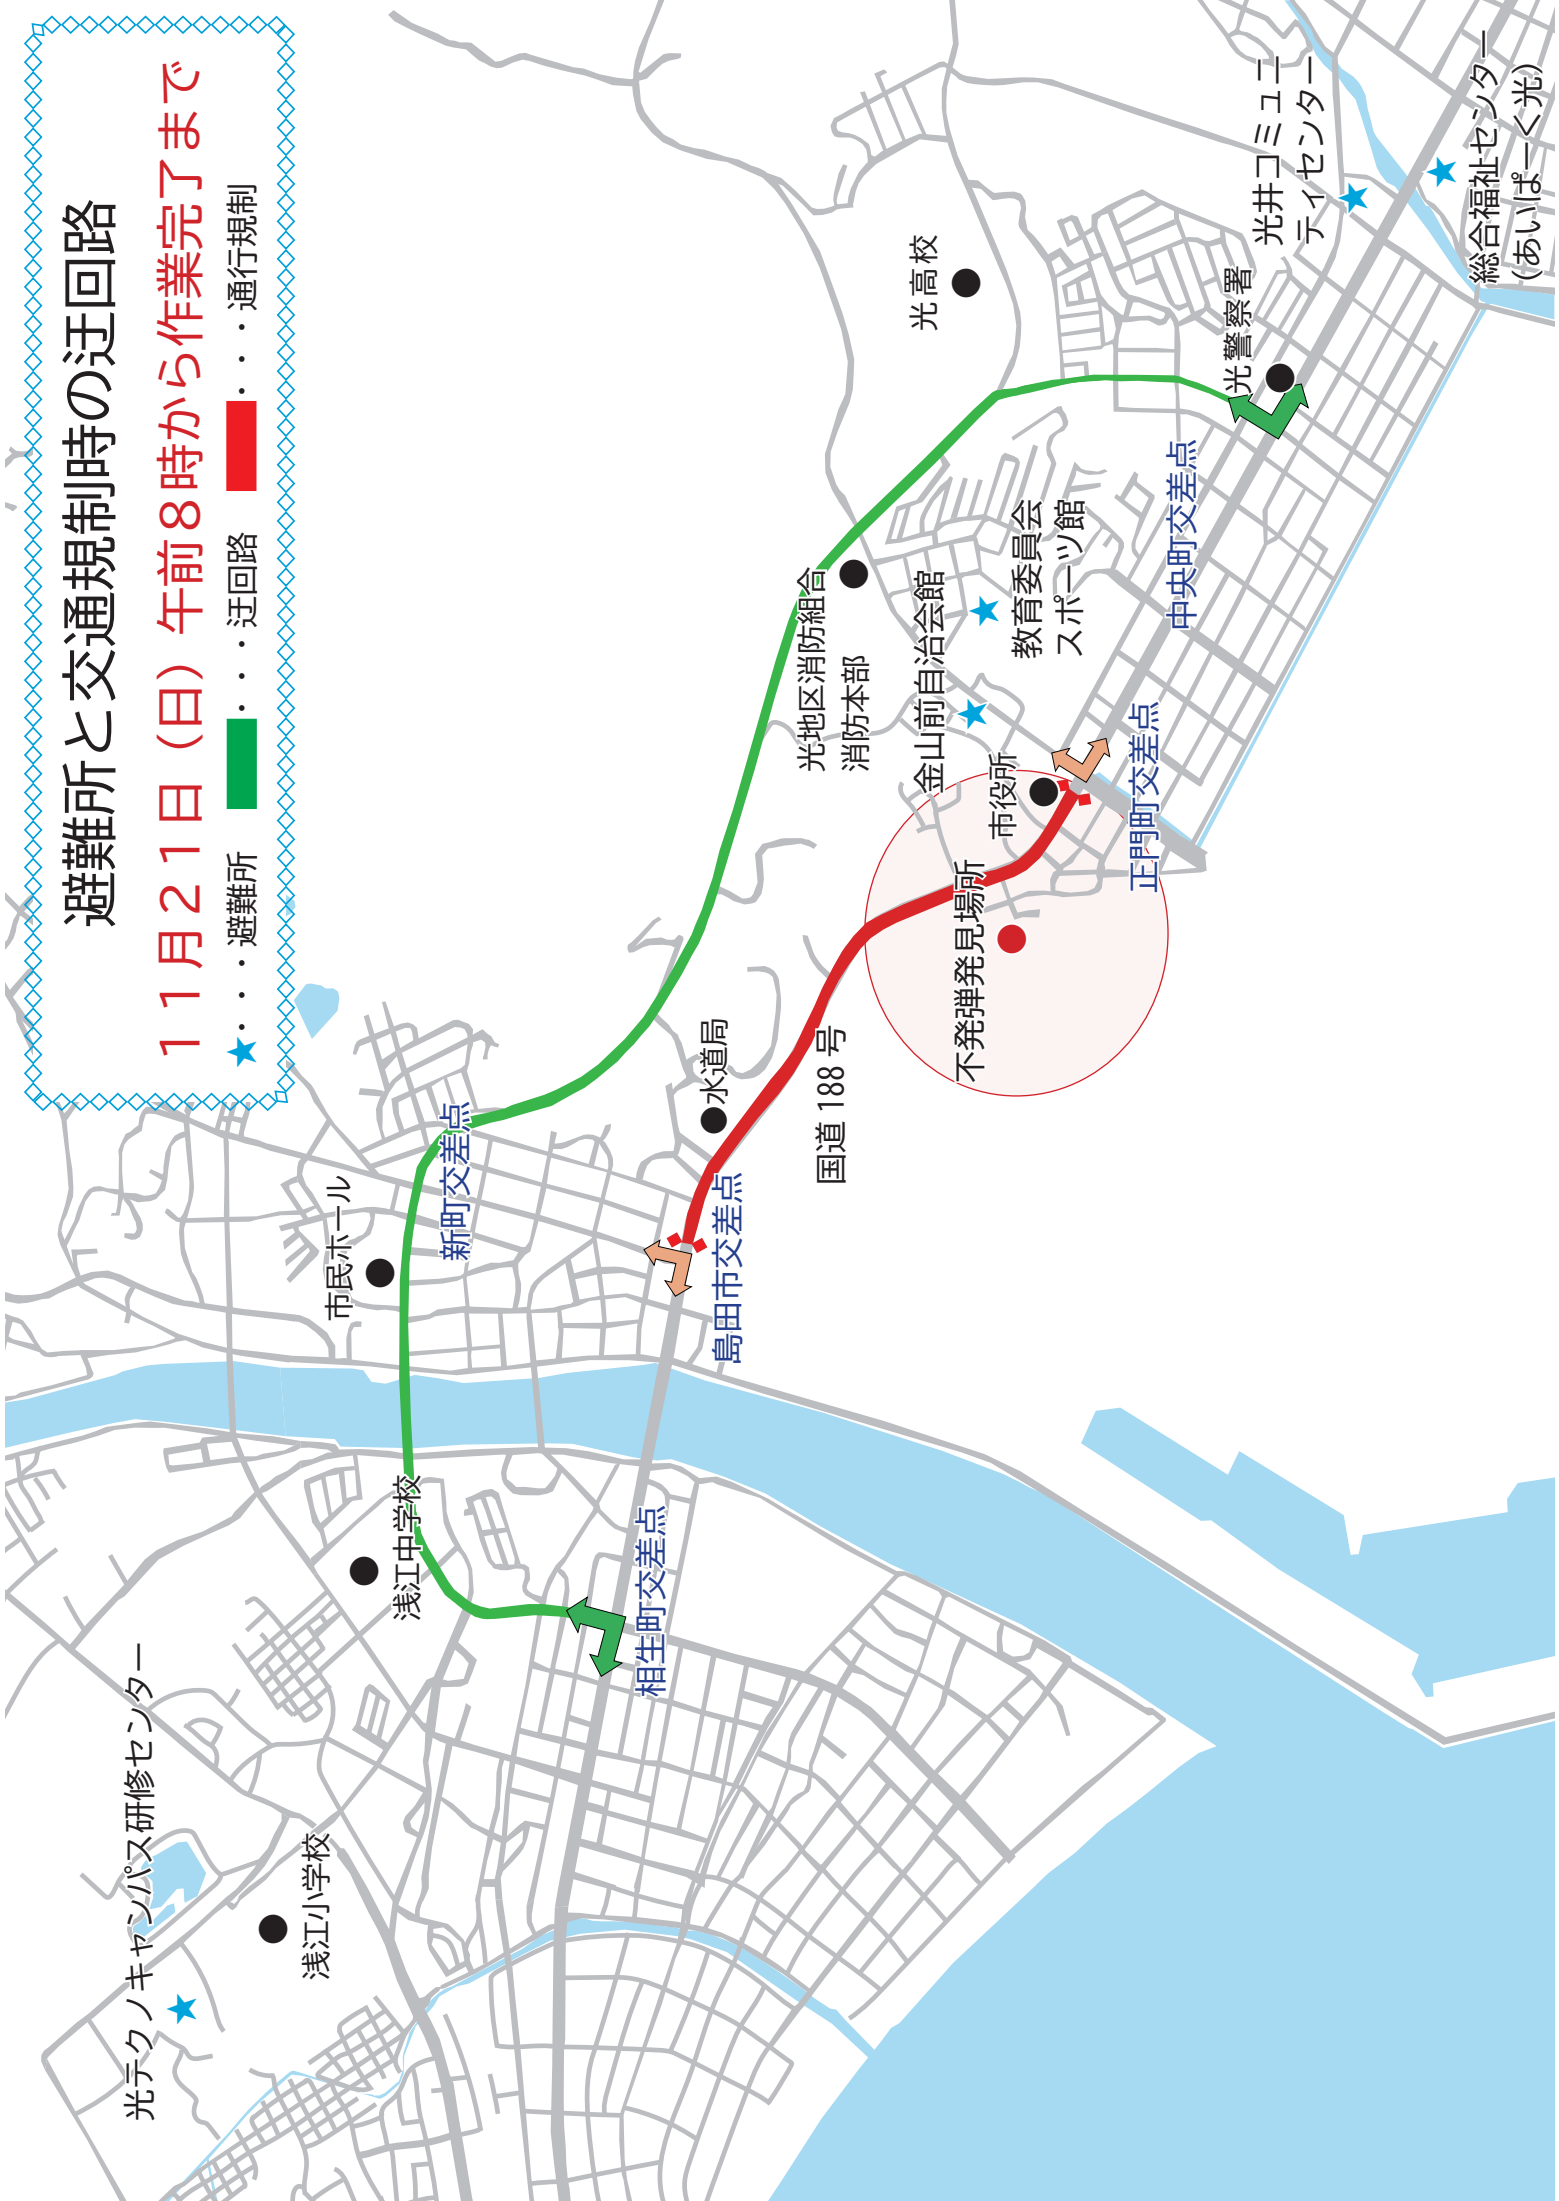 避難所と交通規制時の迂回路
１１月２１日（日）午前８時から作業完了まで
★・・・避難所
・・・迂回路
・・・通行規制
光テクノキャンパス研修センター
浅江小学校
浅江中学校
相生町交差点
市民ホール
新町交差点
島田市交差点
水道局
国道 188 号
不発弾発見場所
市役所
正門町交差点
金山前自治会館
光地区消防組合
消防本部
教育委員会
スポーツ館
中央町交差点
光高校
光警察署
光井コミュニ
ティセンター
総合福祉センター
(あいぱーく光)